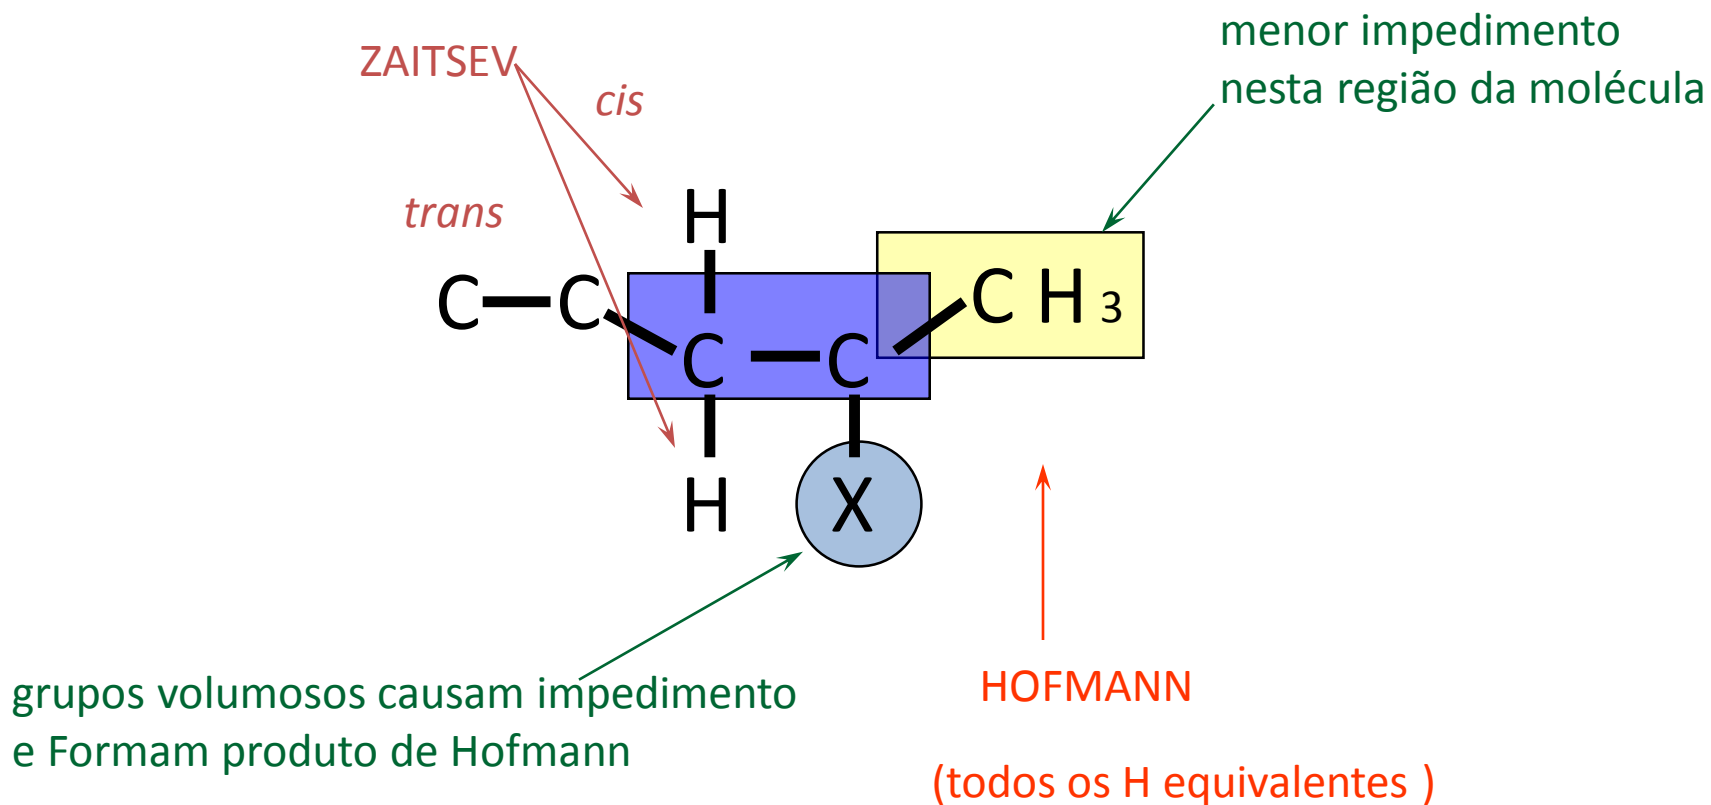 menor impedimento
nesta região da molécula
ZAITSEV
cis
trans
H
C C C H 3
C C
H X
grupos volumosos causam impedimento
e Formam produto de Hofmann
HOFMANN
(todos os H equivalentes )